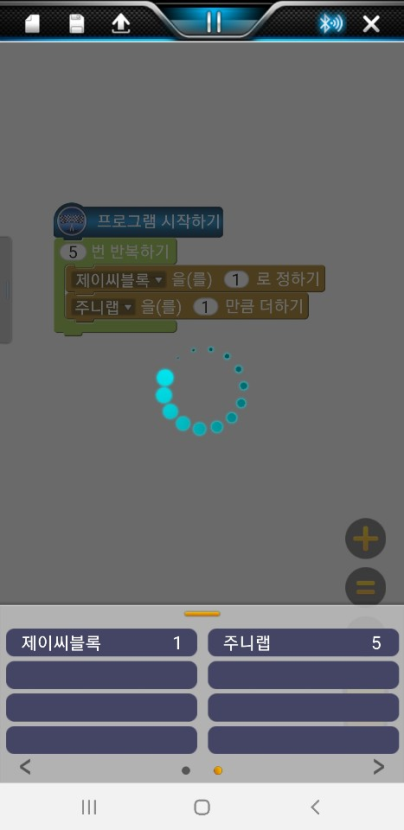 프로그램 시작하기
5 번 반복하기
제이씨블록 을(를) 1 로 정하기
주니랩 을(를) 1 만큼 더하기
제이씨블록 1 주니랩 5